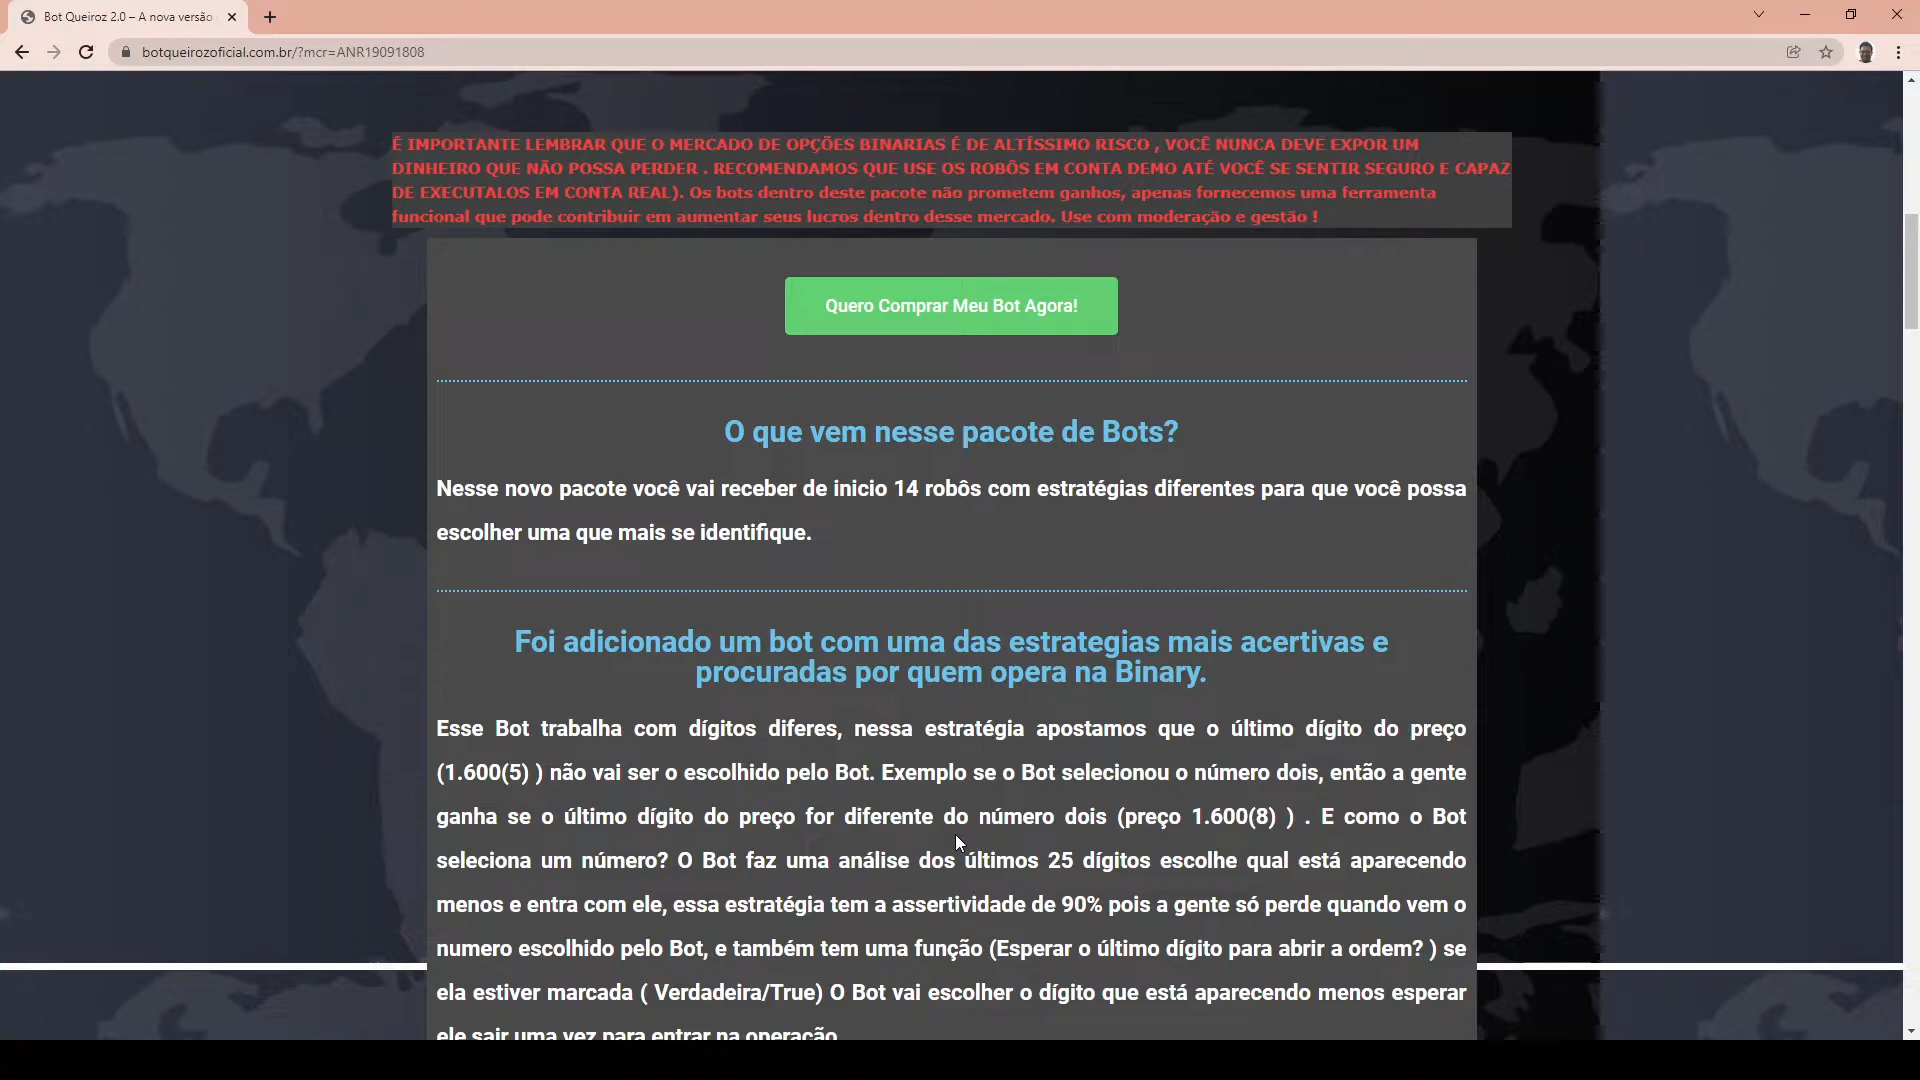 Bot Queiroz 2.0 – A nova versão
botqueirozoficial.com.br/?mcr=ANR19091808
É IMPORTANTE LEMBRAR QUE O MERCADO DE OPÇÕES BINARIAS É DE ALTÍSSIMO RISCO , VOCÊ NUNCA DEVE EXPOR UM
DINHEIRO QUE NÃO POSSA PERDER . RECOMENDAMOS QUE USE OS ROBÔS EM CONTA DEMO ATÉ VOCÊ SE SENTIR SEGURO E CAPAZ
DE EXECUTALOS EM CONTA REAL). Os bots dentro deste pacote não prometem ganhos, apenas fornecemos uma ferramenta
funcional que pode contribuir em aumentar seus lucros dentro desse mercado. Use com moderação e gestão !
Quero Comprar Meu Bot Agora!
O que vem nesse pacote de Bots?
Nesse novo pacote você vai receber de inicio 14 robôs com estratégias diferentes para que você possa
escolher uma que mais se identifique.
Foi adicionado um bot com uma das estrategias mais acertivas e
procuradas por quem opera na Binary.
Esse Bot trabalha com dígitos diferes, nessa estratégia apostamos que o último dígito do preço
(1.600(5) ) não vai ser o escolhido pelo Bot. Exemplo se o Bot selecionou o número dois, então a gente
ganha se o último dígito do preço for diferente do número dois (preço 1.600(8) ) . E como o Bot
seleciona um número? O Bot faz uma análise dos últimos 25 dígitos escolhe qual está aparecendo
menos e entra com ele, essa estratégia tem a assertividade de 90% pois a gente só perde quando vem o
numero escolhido pelo Bot, e também tem uma função (Esperar o último dígito para abrir a ordem? ) se
ela estiver marcada ( Verdadeira/True) O Bot vai escolher o dígito que está aparecendo menos esperar
ele sair uma vez para entrar na operação